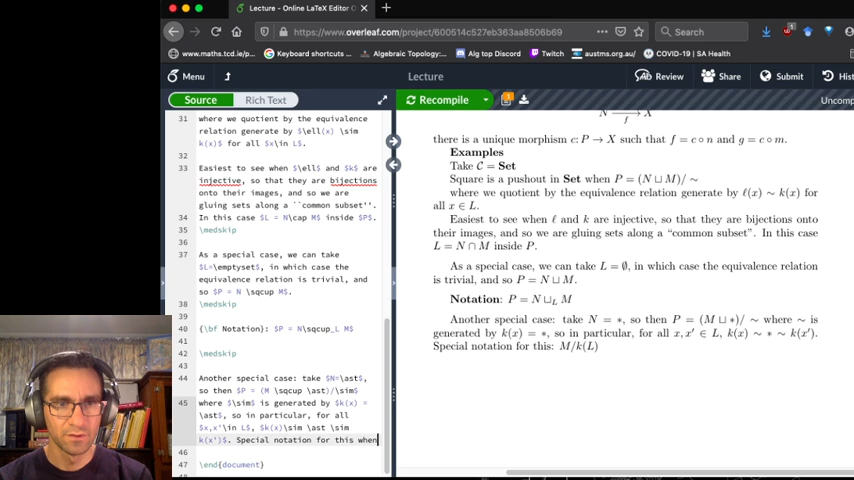 Lecture - Online LaTeX Editor O
https://www.overleaf.com/project/600514c527eb363aa8506b69
Search
www.maths.tcd.ie/pub/
Keyboard shortcuts ...
Algebraic Topology:...
Alg top Discord
Twitch
austms.org.au/
COVID-19 | SA Health
Menu
Lecture
Review
Share
Submit
Source
Rich Text
Recompile
31 where we quotient by the equivalence
relation generate by $\ell(x) \sim
k(x)$ for all $x\in L$.
32
33 Easiest to see when $\ell$ and $k$ are
injective, so that they are bijections
onto their images, and so we are
gluing sets along a ``common subset''.
34 In this case $L = N\cap M$ inside $P$.
35 \medskip
36
37 As a special case, we can take
$L=\emptyset$, in which case the
equivalence relation is trivial, and
so $P = N \sqcup M$.
38 \medskip
39
40 {\bf Notation}: $P = N\sqcup_L M$
41
42 \medskip
43
44 Another special case: take $N=\ast$,
so then $P = (M \sqcup \ast)/\sim$
45 where $\sim$ is generated by $k(x) =
\ast$, so in particular, for all
$x,x'\in L$, $k(x)\sim \ast \sim
k(x')$. Special notation for this when
46
47 \end{document}
N → X
f
there is a unique morphism c: P → X such that f = c ∘ n and g = c ∘ m.
Examples
Take C = Set
Square is a pushout in Set when P = (N ⊔ M)/ ∼
where we quotient by the equivalence relation generate by ℓ(x) ∼ k(x) for
all x ∈ L.
Easiest to see when ℓ and k are injective, so that they are bijections onto
their images, and so we are gluing sets along a “common subset”. In this case
L = N ∩ M inside P.
As a special case, we can take L = ∅, in which case the equivalence relation
is trivial, and so P = N ⊔ M.
Notation: P = N ⊔_L M
Another special case: take N = ∗, so then P = (M ⊔ ∗)/ ∼ where ∼ is
generated by k(x) = ∗, so in particular, for all x, x′ ∈ L, k(x) ∼ ∗ ∼ k(x′).
Special notation for this: M/k(L)